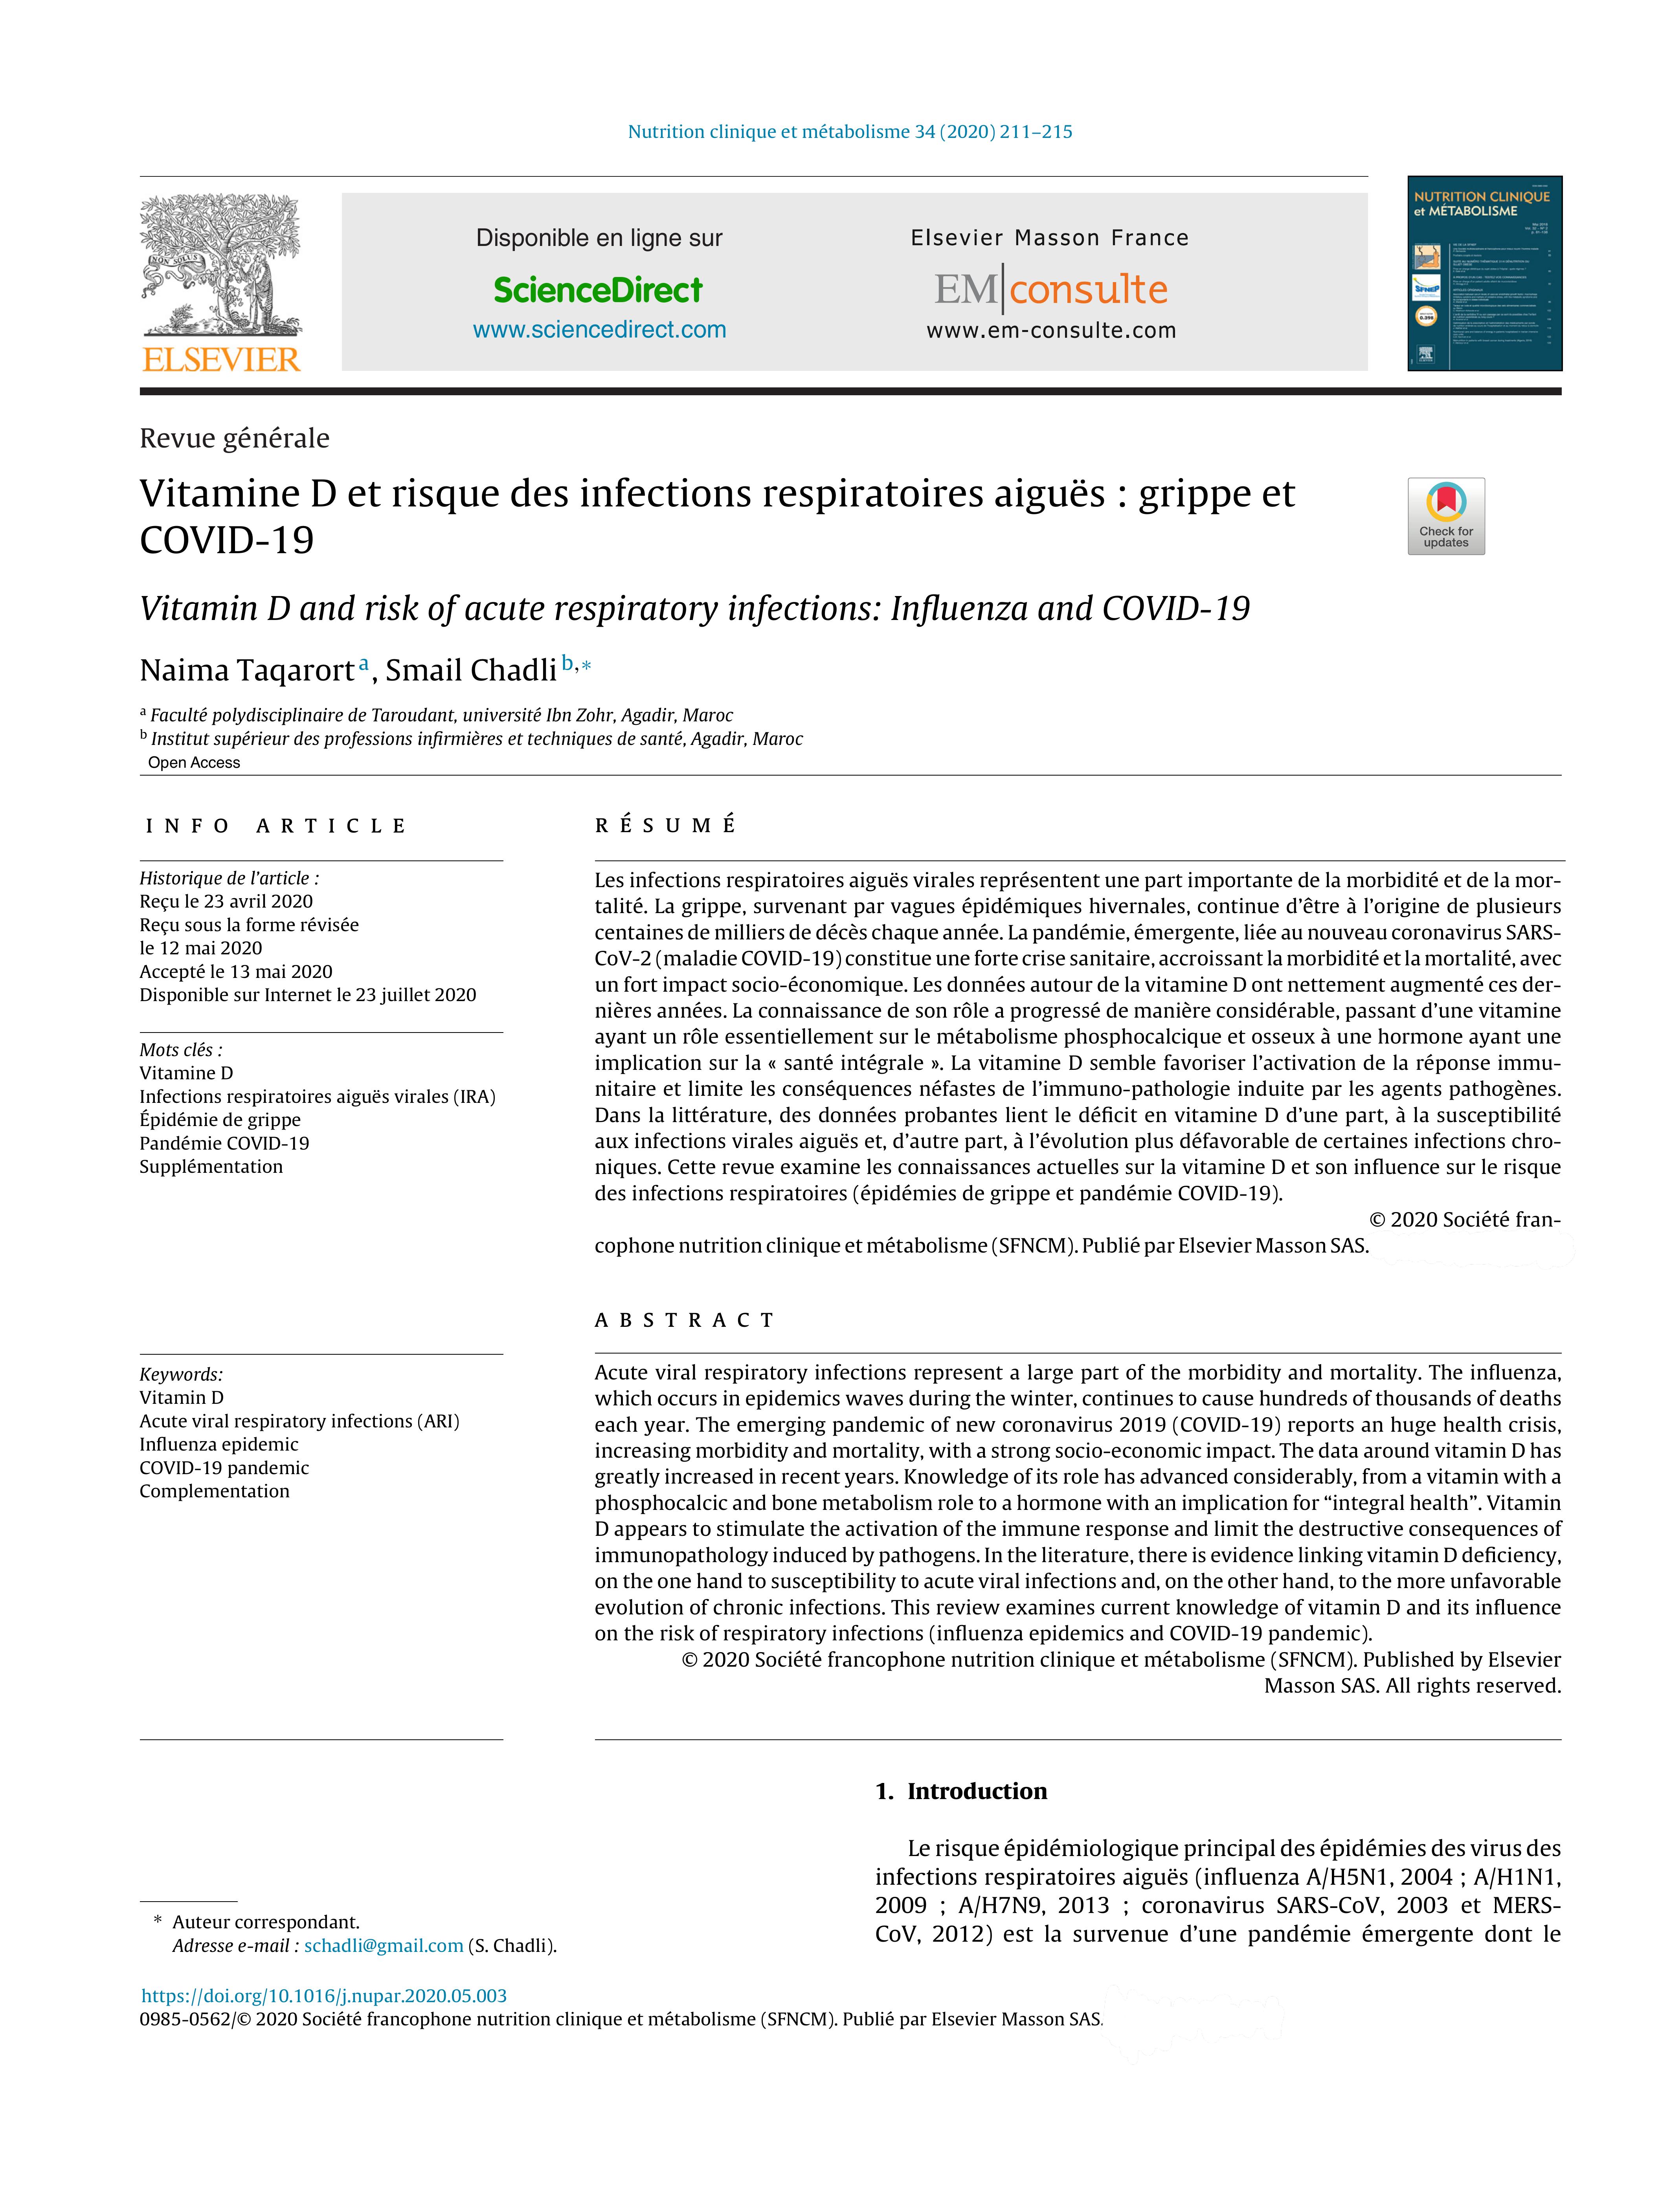 Nutrition clinique et métabolisme 34 (2020) 211–215
NON SOLUS
ELSEVIER
Disponible en ligne sur
ScienceDirect
www.sciencedirect.com
Elsevier Masson France
EM|consulte
www.em-consulte.com
NUTRITION CLINIQUE
et MÉTABOLISME
SFNEP
Revue générale
Vitamine D et risque des infections respiratoires aiguës : grippe et
COVID-19
Check for
updates
Vitamin D and risk of acute respiratory infections: Influenza and COVID-19
Naima Taqarort a, Smail Chadli b,*
a Faculté polydisciplinaire de Taroudant, université Ibn Zohr, Agadir, Maroc
b Institut supérieur des professions infirmières et techniques de santé, Agadir, Maroc
Open Access
INFO ARTICLE
Historique de l'article :
Reçu le 23 avril 2020
Reçu sous la forme révisée
le 12 mai 2020
Accepté le 13 mai 2020
Disponible sur Internet le 23 juillet 2020
Mots clés :
Vitamine D
Infections respiratoires aiguës virales (IRA)
Épidémie de grippe
Pandémie COVID-19
Supplémentation
RÉSUMÉ
Les infections respiratoires aiguës virales représentent une part importante de la morbidité et de la mor-
talité. La grippe, survenant par vagues épidémiques hivernales, continue d'être à l'origine de plusieurs
centaines de milliers de décès chaque année. La pandémie, émergente, liée au nouveau coronavirus SARS-
CoV-2 (maladie COVID-19) constitue une forte crise sanitaire, accroissant la morbidité et la mortalité, avec
un fort impact socio-économique. Les données autour de la vitamine D ont nettement augmenté ces der-
nières années. La connaissance de son rôle a progressé de manière considérable, passant d'une vitamine
ayant un rôle essentiellement sur le métabolisme phosphocalcique et osseux à une hormone ayant une
implication sur la « santé intégrale ». La vitamine D semble favoriser l'activation de la réponse immu-
nitaire et limite les conséquences néfastes de l'immuno-pathologie induite par les agents pathogènes.
Dans la littérature, des données probantes lient le déficit en vitamine D d'une part, à la susceptibilité
aux infections virales aiguës et, d'autre part, à l'évolution plus défavorable de certaines infections chro-
niques. Cette revue examine les connaissances actuelles sur la vitamine D et son influence sur le risque
des infections respiratoires (épidémies de grippe et pandémie COVID-19).
© 2020 Société fran-
cophone nutrition clinique et métabolisme (SFNCM). Publié par Elsevier Masson SAS.
ABSTRACT
Keywords:
Vitamin D
Acute viral respiratory infections (ARI)
Influenza epidemic
COVID-19 pandemic
Complementation
Acute viral respiratory infections represent a large part of the morbidity and mortality. The influenza,
which occurs in epidemics waves during the winter, continues to cause hundreds of thousands of deaths
each year. The emerging pandemic of new coronavirus 2019 (COVID-19) reports an huge health crisis,
increasing morbidity and mortality, with a strong socio-economic impact. The data around vitamin D has
greatly increased in recent years. Knowledge of its role has advanced considerably, from a vitamin with a
phosphocalcic and bone metabolism role to a hormone with an implication for “integral health”. Vitamin
D appears to stimulate the activation of the immune response and limit the destructive consequences of
immunopathology induced by pathogens. In the literature, there is evidence linking vitamin D deficiency,
on the one hand to susceptibility to acute viral infections and, on the other hand, to the more unfavorable
evolution of chronic infections. This review examines current knowledge of vitamin D and its influence
on the risk of respiratory infections (influenza epidemics and COVID-19 pandemic).
© 2020 Société francophone nutrition clinique et métabolisme (SFNCM). Published by Elsevier
Masson SAS. All rights reserved.
1. Introduction
Le risque épidémiologique principal des épidémies des virus des
infections respiratoires aiguës (influenza A/H5N1, 2004 ; A/H1N1,
2009 ; A/H7N9, 2013 ; coronavirus SARS-CoV, 2003 et MERS-
CoV, 2012) est la survenue d'une pandémie émergente dont le
* Auteur correspondant.
Adresse e-mail : schadli@gmail.com (S. Chadli).
https://doi.org/10.1016/j.nupar.2020.05.003
0985-0562/© 2020 Société francophone nutrition clinique et métabolisme (SFNCM). Publié par Elsevier Masson SAS.